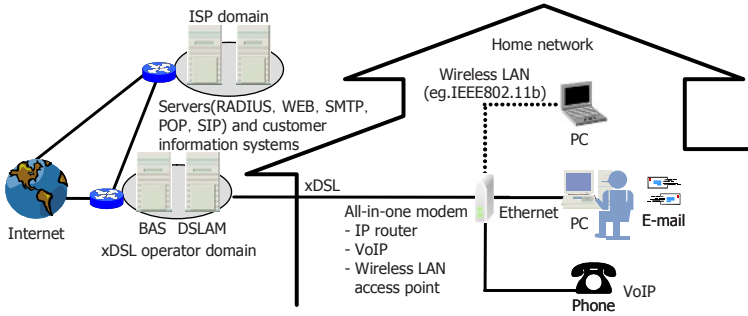 ISP domain
Servers(RADIUS, WEB, SMTP,
POP, SIP) and customer
information systems
Internet
BAS
DSLAM
xDSL operator domain
Home network
Wireless LAN
(eg.IEEE802.11b)
PC
xDSL
All-in-one modem
- IP router
- VoIP
- Wireless LAN
access point
Ethernet
PC
E-mail
Phone
VoIP